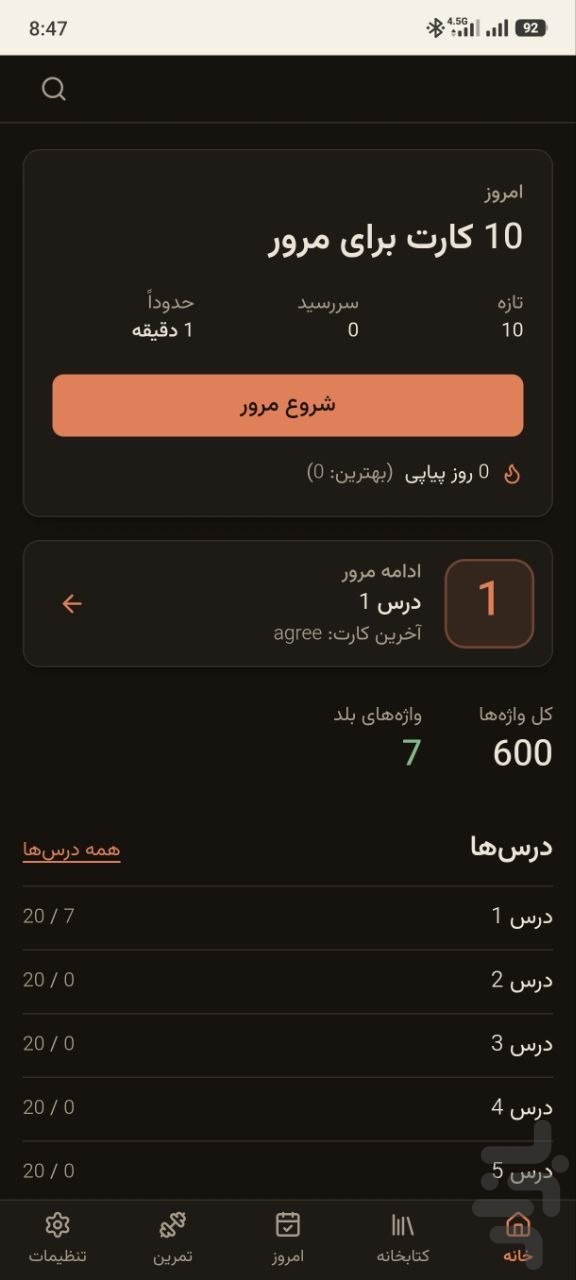 8:47
4.5G
92
امروز
10 کارت برای مرور
تازه سررسید حدوداً
10 0 1 دقیقه
شروع مرور
0 روز پیاپی (بهترین: 0)
1
ادامه مرور
درس 1
آخرین کارت: agree
کل واژه‌ها واژه‌های بلد
600 7
درس‌ها همه درس‌ها
درس 1 7 / 20
درس 2 0 / 20
درس 3 0 / 20
درس 4 0 / 20
درس 5 0 / 20
خانه کتابخانه امروز تمرین تنظیمات
بازار